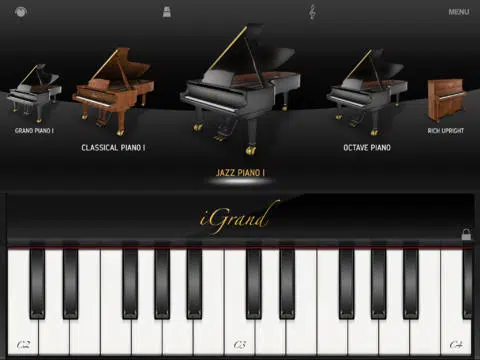 MENU
GRAND PIANO I
CLASSICAL PIANO I
JAZZ PIANO I
OCTAVE PIANO
RICH UPRIGHT
iGrand
C2
C3
C4